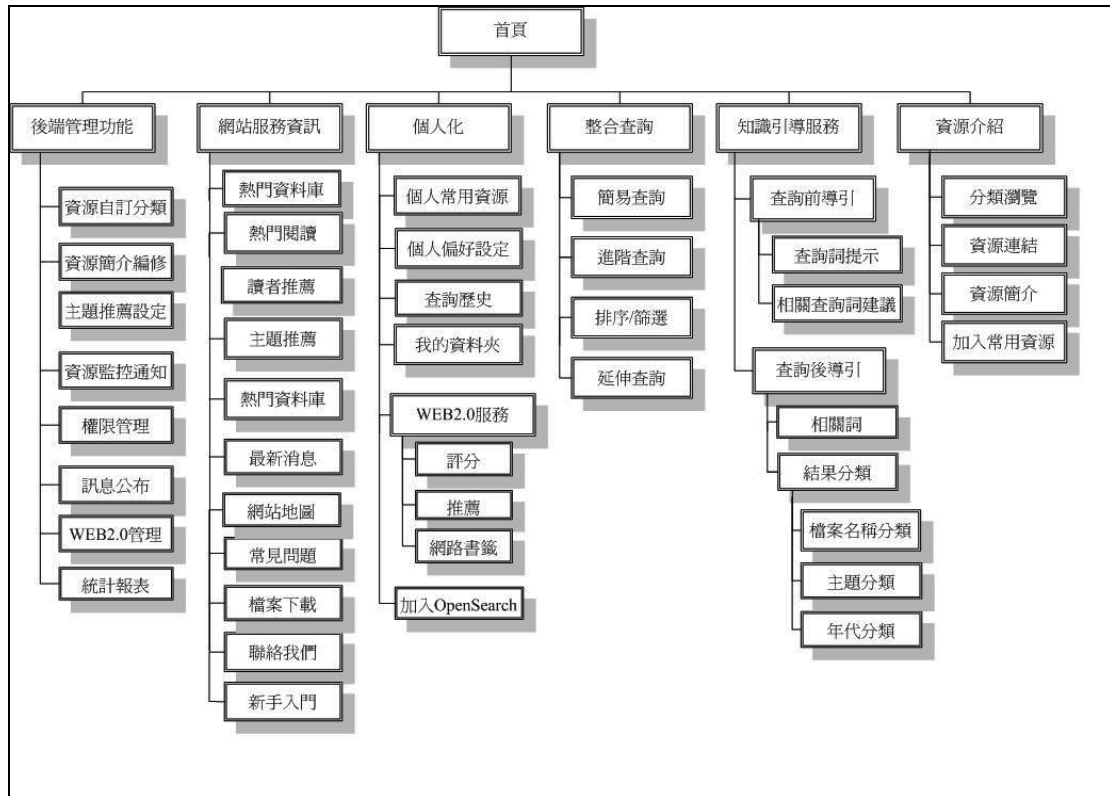 首頁
後端管理功能
資源自訂分類
資源簡介編修
主題推薦設定
資源監控通知
權限管理
訊息公布
WEB2.0管理
統計報表
網站服務資訊
熱門資料庫
熱門閱讀
讀者推薦
主題推薦
熱門資料庫
最新消息
網站地圖
常見問題
檔案下載
聯絡我們
新手入門
個人化
個人常用資源
個人偏好設定
查詢歷史
我的資料夾
WEB2.0服務
評分
推薦
網路書籤
加入OpenSearch
整合查詢
簡易查詢
進階查詢
排序/篩選
延伸查詢
知識引導服務
查詢前導引
查詢詞提示
相關查詢詞建議
查詢後導引
相關詞
結果分類
檔案名稱分類
主題分類
年代分類
資源介紹
分類瀏覽
資源連結
資源簡介
加入常用資源